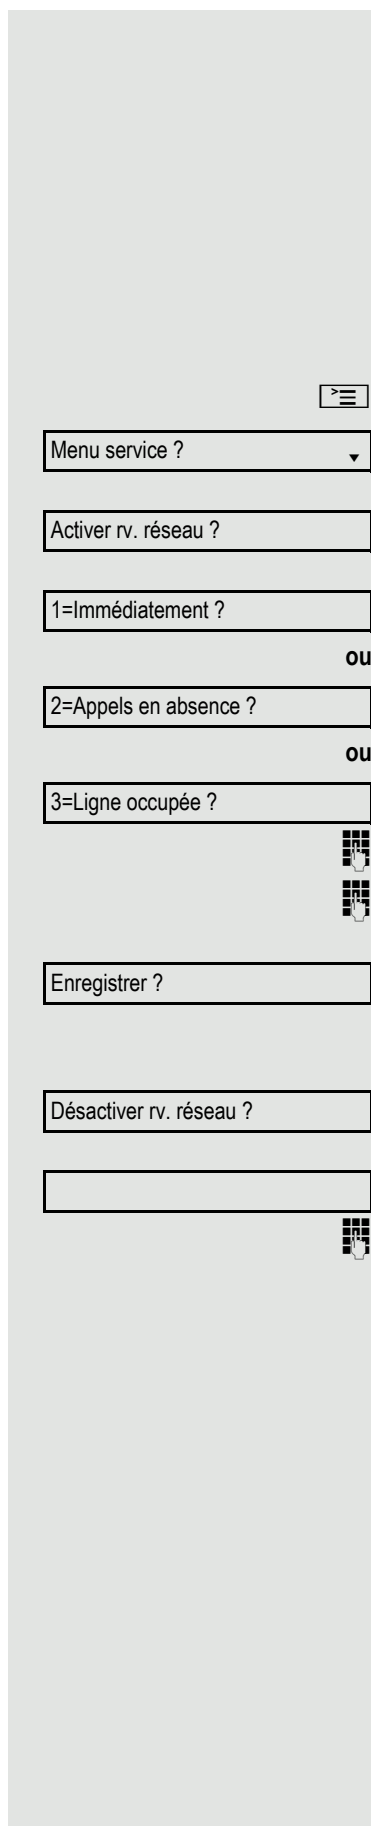 Menu service ?
Activer rv. réseau ?
1=Immédiatement ?
ou
2=Appels en absence ?
ou
3=Ligne occupée ?
Enregistrer ?
Désactiver rv. réseau ?